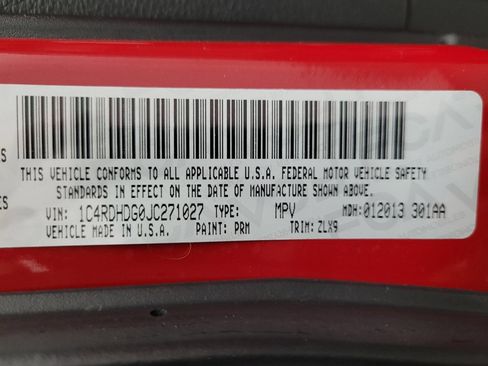 THIS VEHICLE CONFORMS TO ALL APPLICABLE U.S.A. FEDERAL MOTOR VEHICLE SAFETY
STANDARDS IN EFFECT ON THE DATE OF MANUFACTURE SHOWN ABOVE.
VIN: 1C4RDHDG0JC271027 TYPE: MPV MDH:012013 301AA
VEHICLE MADE IN U.S.A. PAINT: PRM TRIM: ZLX9